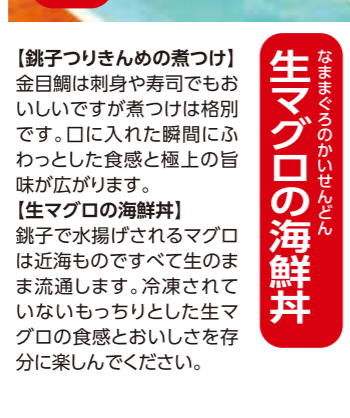 なままぐろのかいせんどん
生マグロの海鮮丼
【銚子つりきんめの煮つけ】
金目鯛は刺身や寿司でもお
いしいですが煮つけは格別
です。口に入れた瞬間にふ
わっとした食感と極上の旨
味が広がります。
【生マグロの海鮮丼】
銚子で水揚げされるマグロ
は近海ものですべて生のま
ま流通します。冷凍されて
いないもっちりとした生マ
グロの食感とおいしさを存
分に楽しんでください。